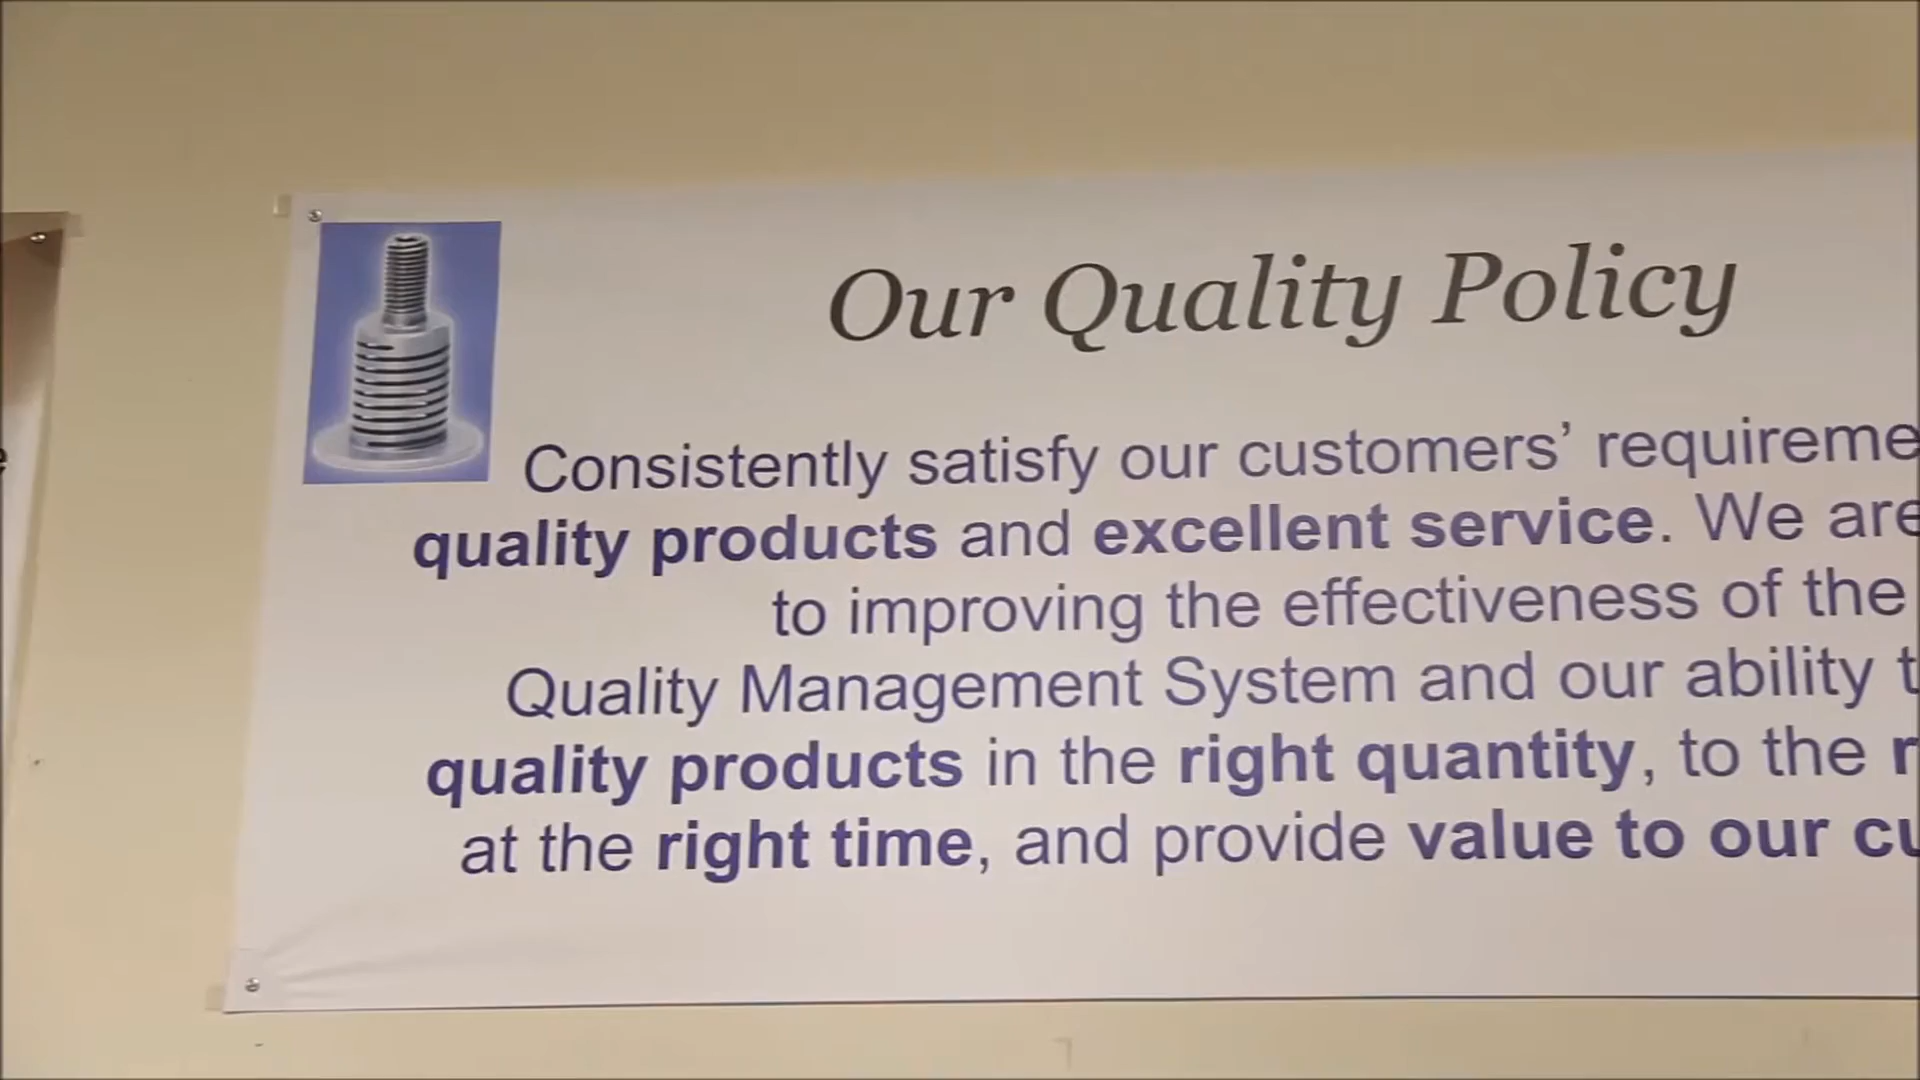 Our Quality Policy
Consistently satisfy our customers’ requireme
quality products and excellent service. We are
to improving the effectiveness of the
Quality Management System and our ability t
quality products in the right quantity, to the r
at the right time, and provide value to our cu